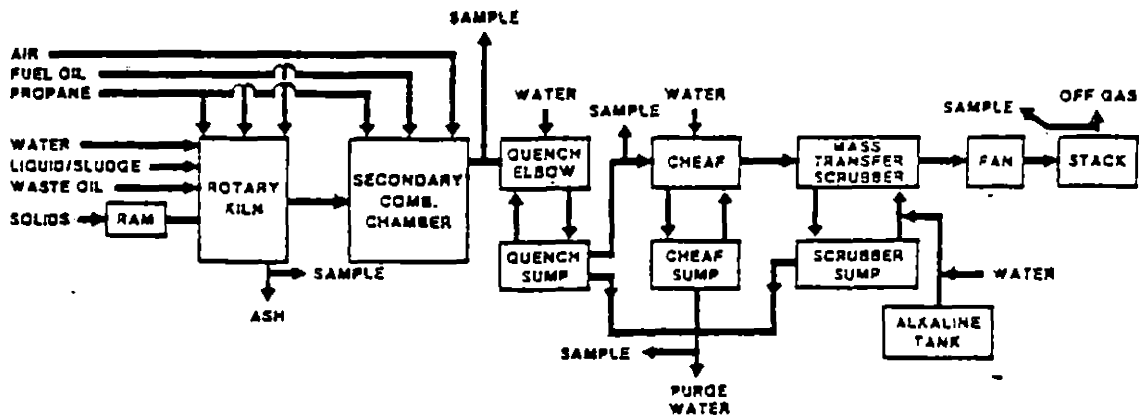 SAMPLE
AIR
FUEL OIL
PROPANE
WATER
LIQUID/SLUDGE
WASTE OIL
SOLIDS
RAM
ROTARY
KILN
SECONDARY
COMB.
CHAMBER
SAMPLE
ASH
WATER
QUENCH
ELBOW
QUENCH
SUMP
SAMPLE
WATER
CHEAF
CHEAF
SUMP
MASS
TRANSFER
SCRUBBER
SCRUBBER
SUMP
FAN
SAMPLE
OFF GAS
STACK
WATER
ALKALINE
TANK
SAMPLE
PURGE
WATER